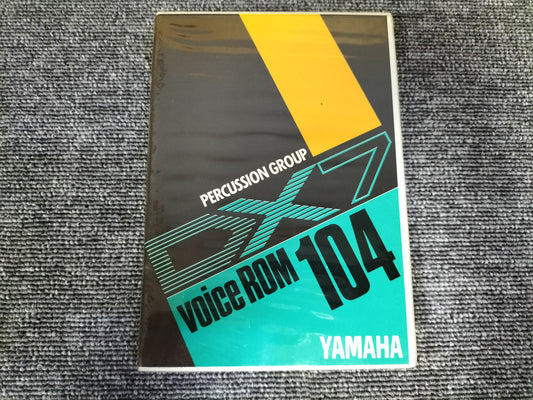 PERCUSSION GROUP
DX7
Voice ROM 104
YAMAHA